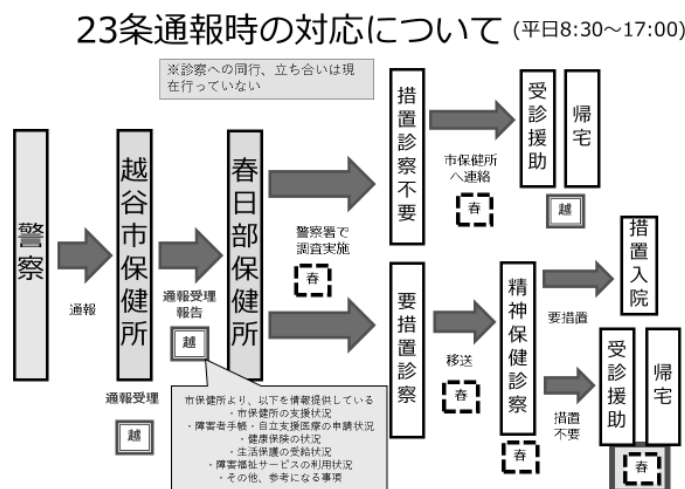 23条通報時の対応について (平日8:30～17:00)
※診察への同行、立ち合いは現
在行っていない
警察
通報
越谷市保健所
通報受理
越
通報受理
報告
越
春日部保健所
市保健所より、以下を情報提供している
・市保健所の支援状況
・障害者手帳・自立支援医療の申請状況
・健康保険の状況
・生活保護の受給状況
・障害福祉サービスの利用状況
・その他、参考になる事項
警察署で
調査実施
春
措置診察不要
市保健所
へ連絡
春
受診援助
帰宅
越
要措置診察
移送
春
精神保健診察
春
要措置
措置入院
措置
不要
受診援助
帰宅
春